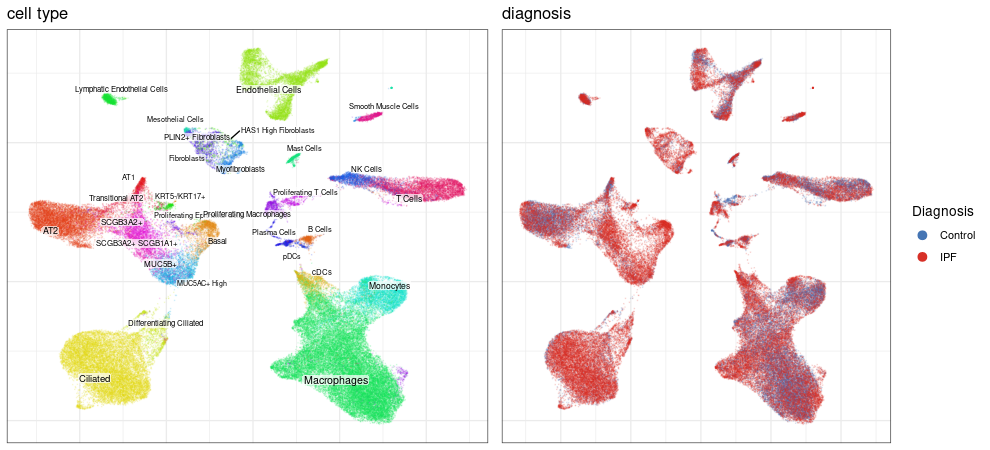 cell type
diagnosis
Endothelial Cells
Lymphatic Endothelial Cells
Smooth Muscle Cells
Mesothelial Cells
HAS1 High Fibroblasts
PLIN2+ Fibroblasts
Mast Cells
Fibroblasts
Myofibroblasts
NK Cells
AT1
Proliferating T Cells
Transitional AT2
KRT5-/KRT17+
T Cells
Proliferating Macrophages
SCGB3A2+
AT2
Plasma Cells
B Cells
SCGB3A2+ SCGB1A1+
Basal
pDCs
MUC5B+
cDCs
MUC5AC+ High
Monocytes
Differentiating Ciliated
Ciliated
Macrophages
Diagnosis
Control
IPF